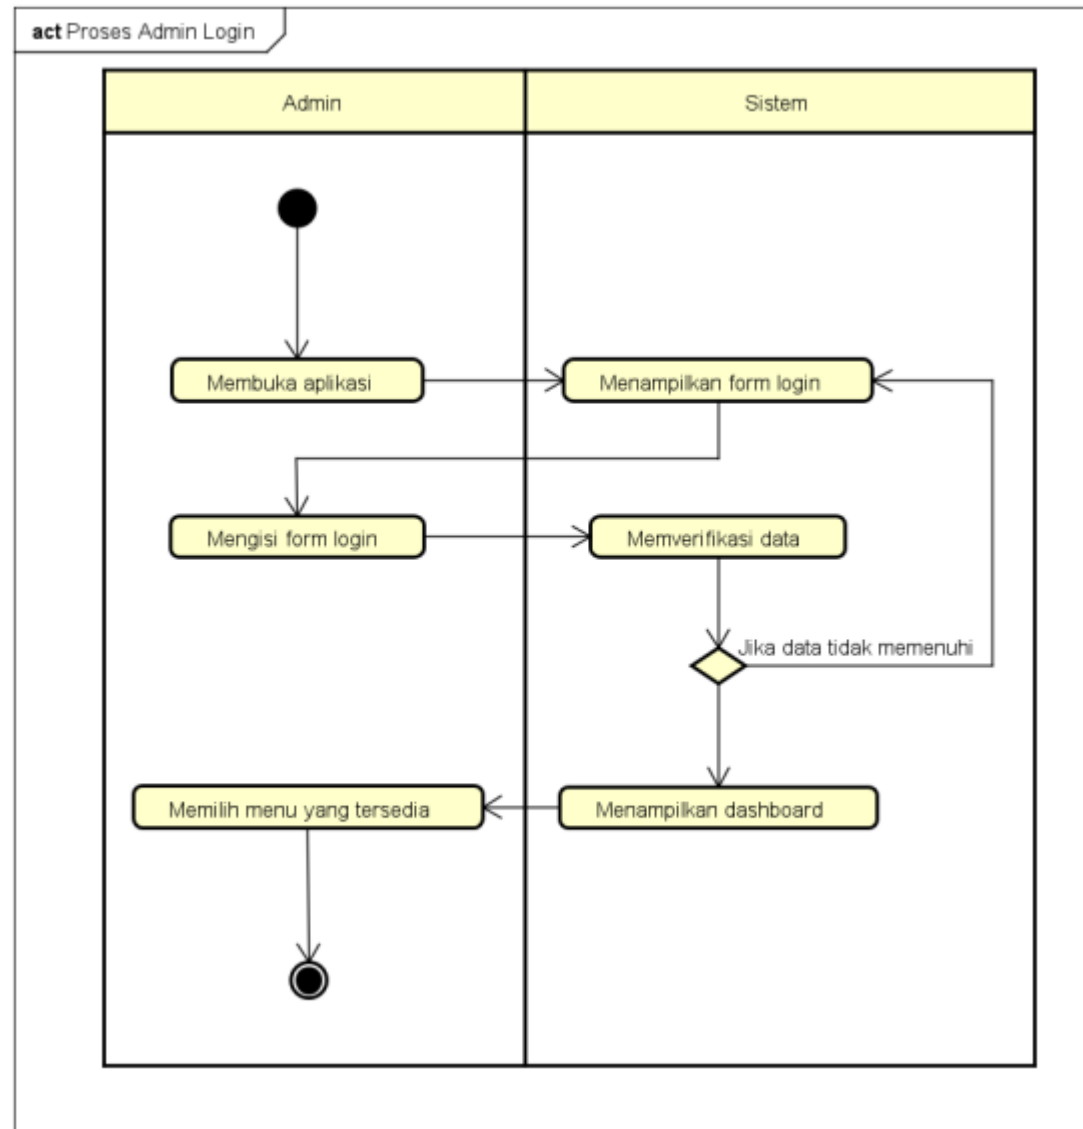 act Proses Admin Login
Admin
Sistem
Membuka aplikasi
Menampilkan form login
Mengisi form login
Memverifikasi data
Jika data tidak memenuhi
Memilih menu yang tersedia
Menampilkan dashboard